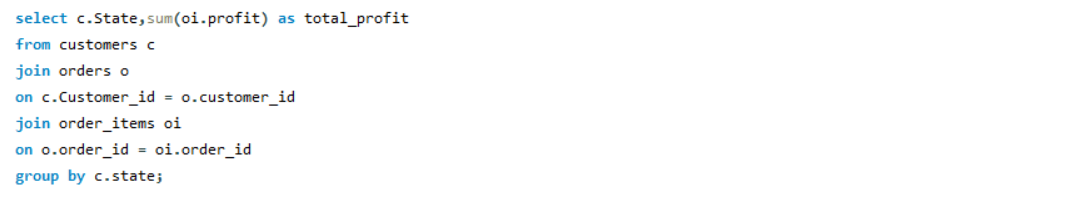 select c.State,sum(oi.profit) as total_profit
from customers c
join orders o
on c.Customer_id = o.customer_id
join order_items oi
on o.order_id = oi.order_id
group by c.state;